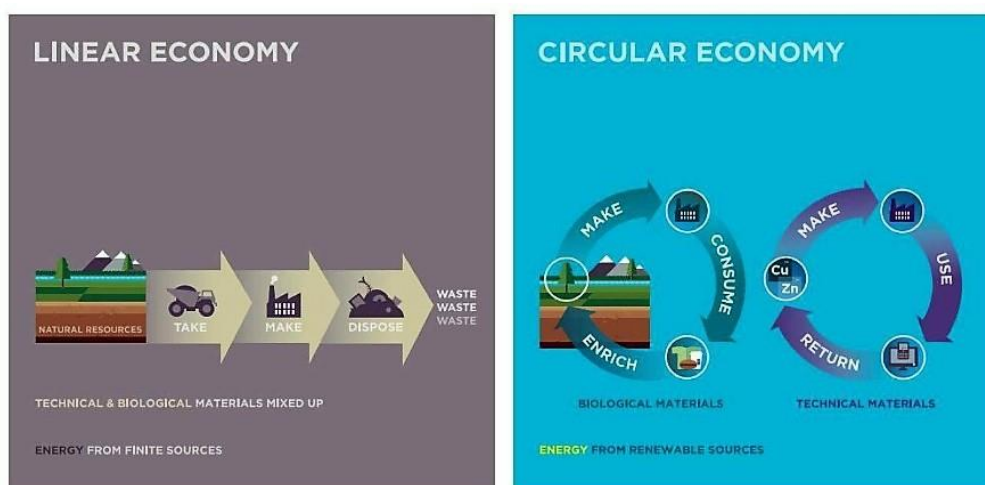 LINEAR ECONOMY
NATURAL RESOURCES
TAKE
MAKE
DISPOSE
WASTE
WASTE
WASTE
TECHNICAL & BIOLOGICAL MATERIALS MIXED UP
ENERGY FROM FINITE SOURCES
CIRCULAR ECONOMY
MAKE
CONSUME
ENRICH
BIOLOGICAL MATERIALS
MAKE
USE
Cu
Zn
RETURN
TECHNICAL MATERIALS
ENERGY FROM RENEWABLE SOURCES